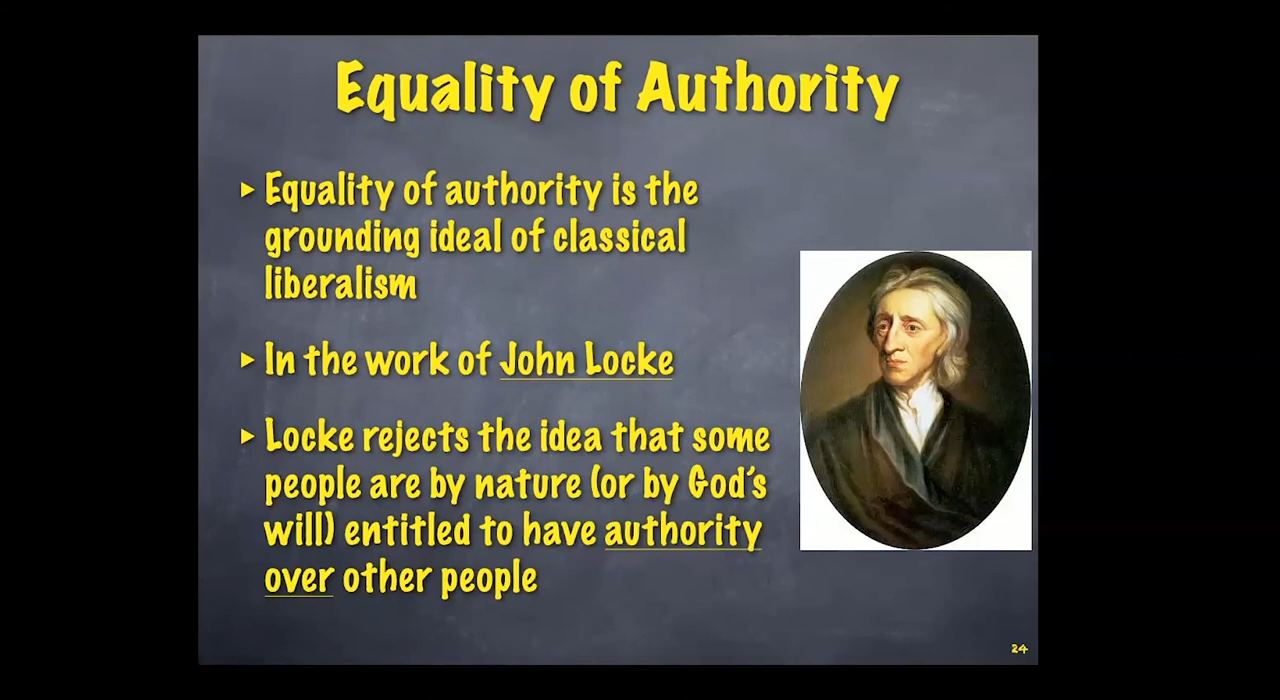 Equality of Authority
▸ Equality of authority is the
grounding ideal of classical
liberalism
▸ In the work of John Locke
▸ Locke rejects the idea that some
people are by nature (or by God's
will) entitled to have authority
over other people
24